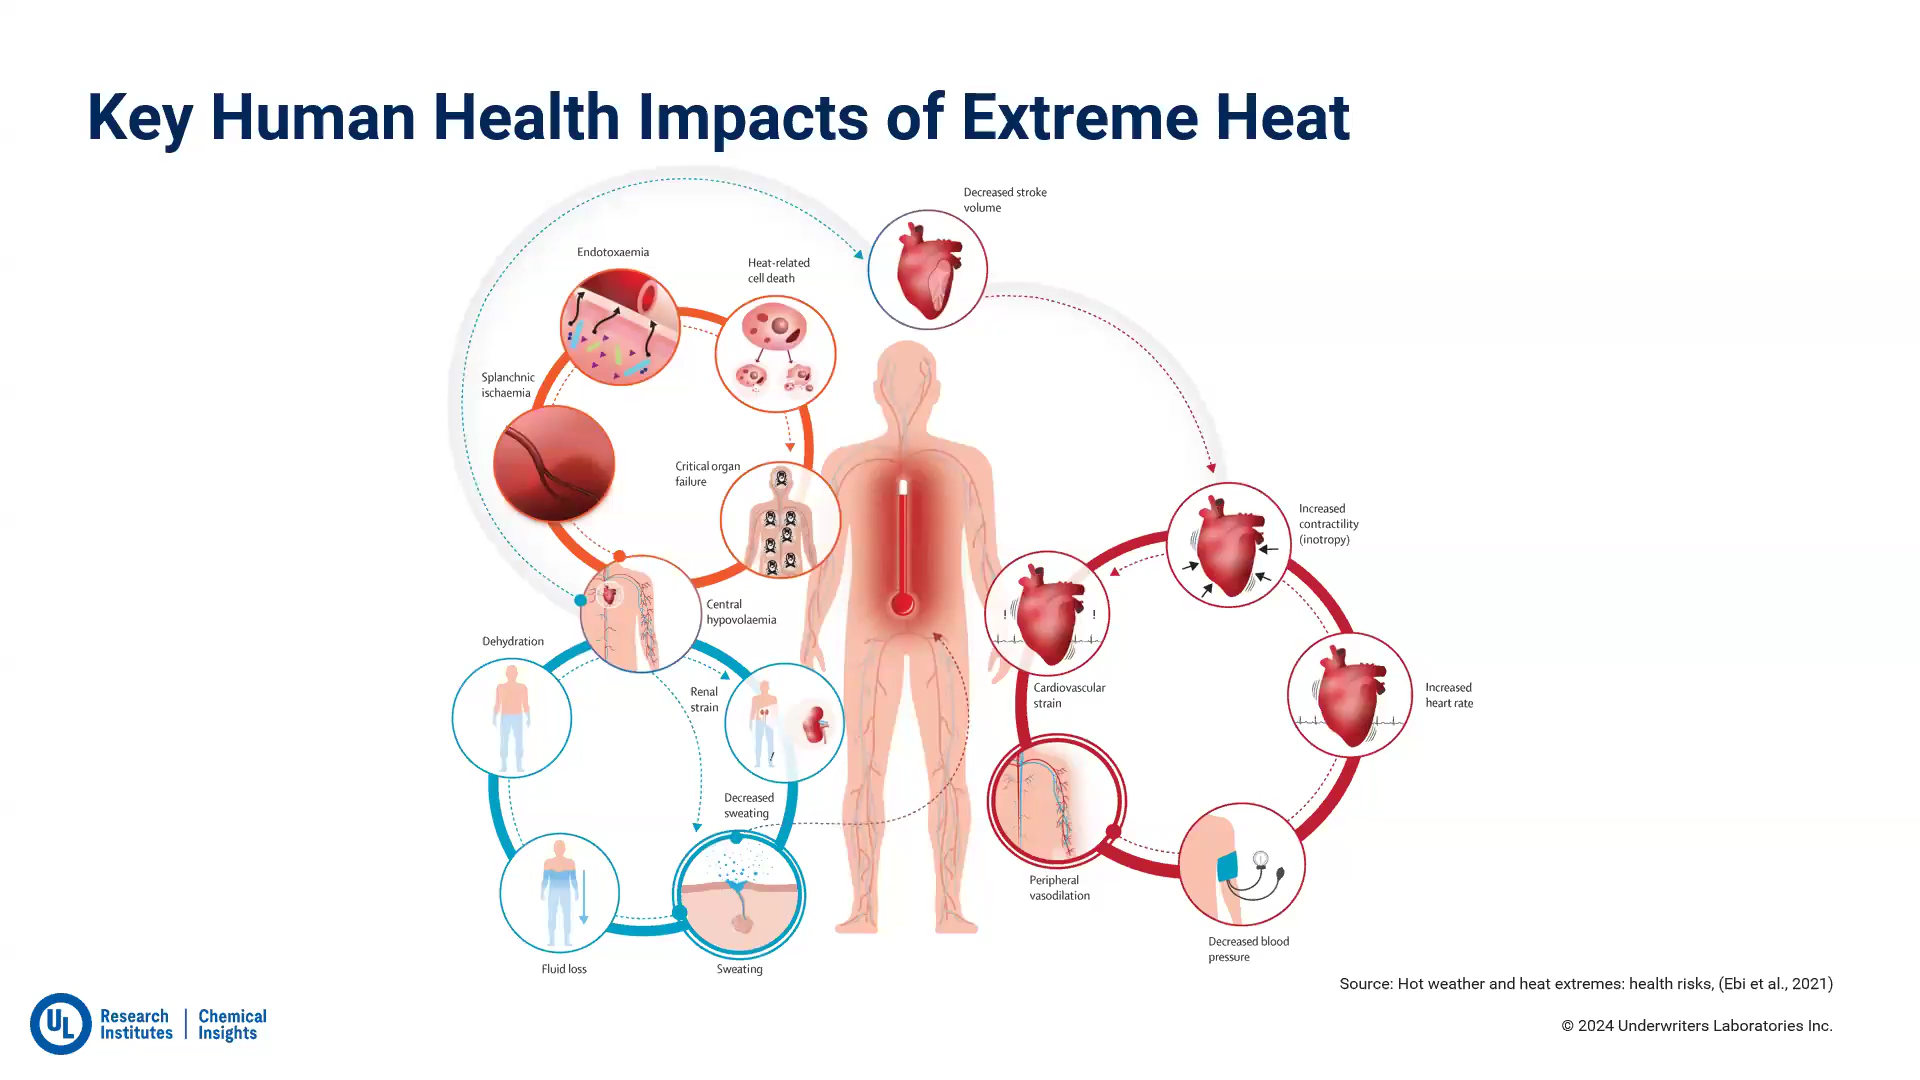 Key Human Health Impacts of Extreme Heat
Decreased stroke
volume
Endotoxaemia
Heat-related
cell death
Splanchnic
ischaemia
Critical organ
failure
Increased
contractility
(inotropy)
Central
hypovolaemia
Dehydration
Renal
strain
! !
Cardiovascular
strain
Increased
heart rate
Decreased
sweating
Peripheral
vasodilation
Decreased blood
pressure
Fluid loss
Sweating
Source: Hot weather and heat extremes: health risks, (Ebi et al., 2021)
© 2024 Underwriters Laboratories Inc.
UL
Research
Institutes
Chemical
Insights